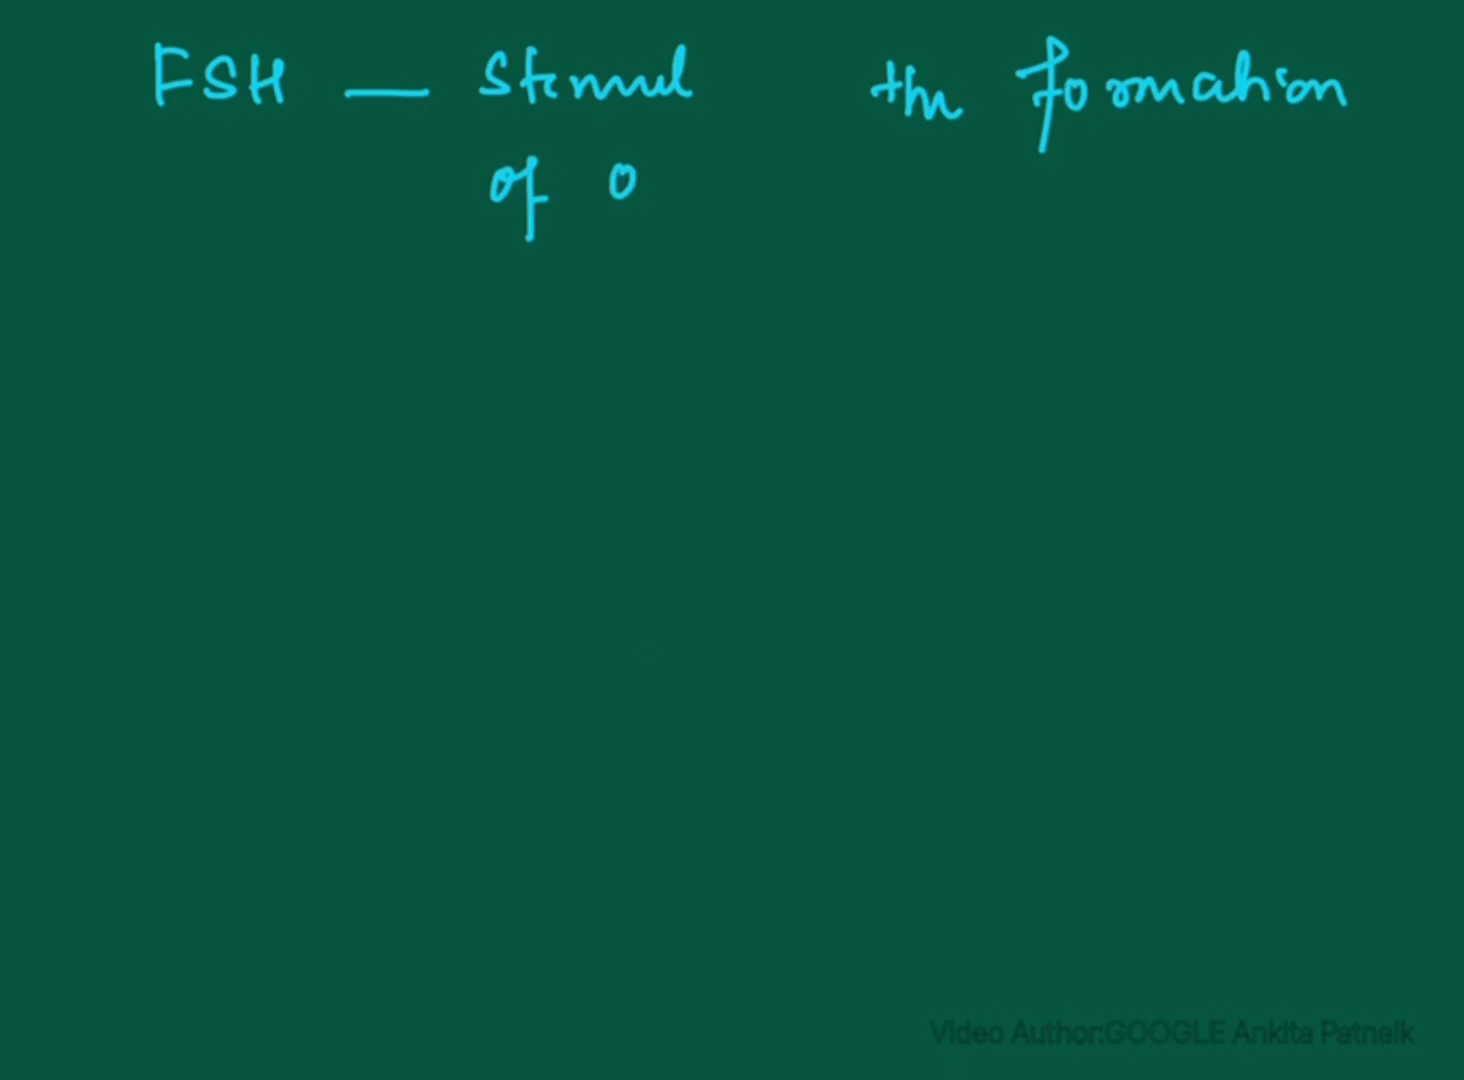 FSH — Stimul the formation
of o
Video Author:GOOGLE Ankita Patnaik